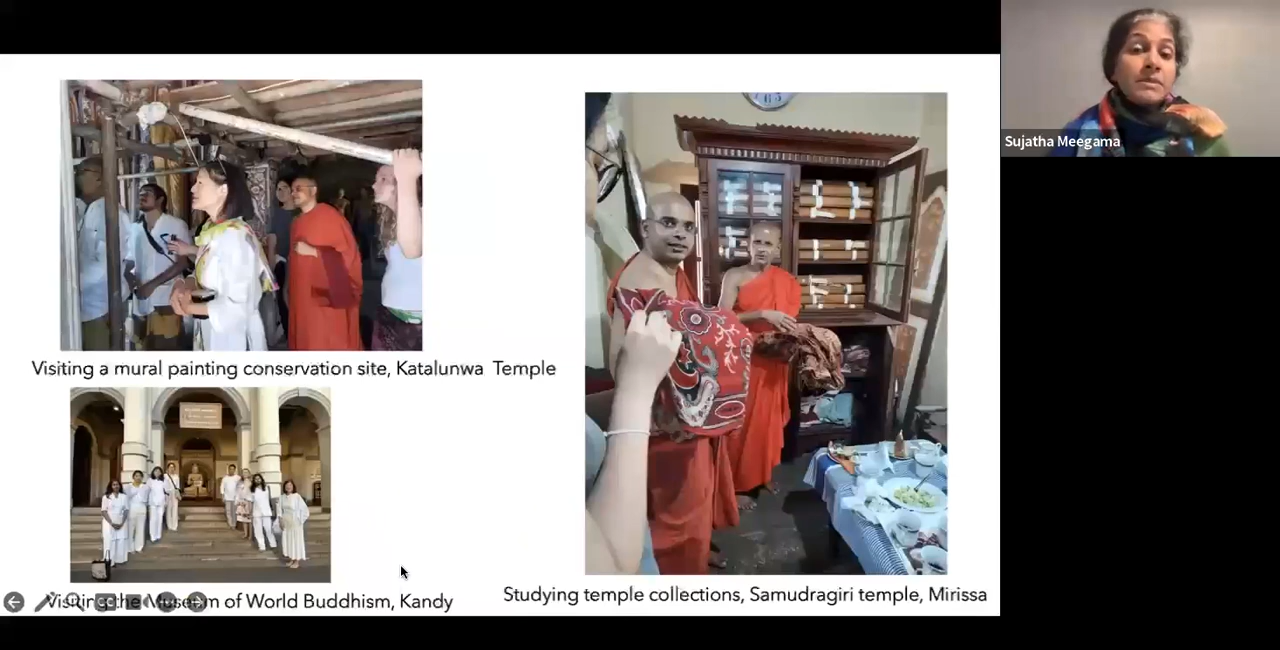 Sujatha Meegama
Visiting a mural painting conservation site, Katalunwa Temple
Visiting the Museum of World Buddhism, Kandy
Studying temple collections, Samudragiri temple, Mirissa